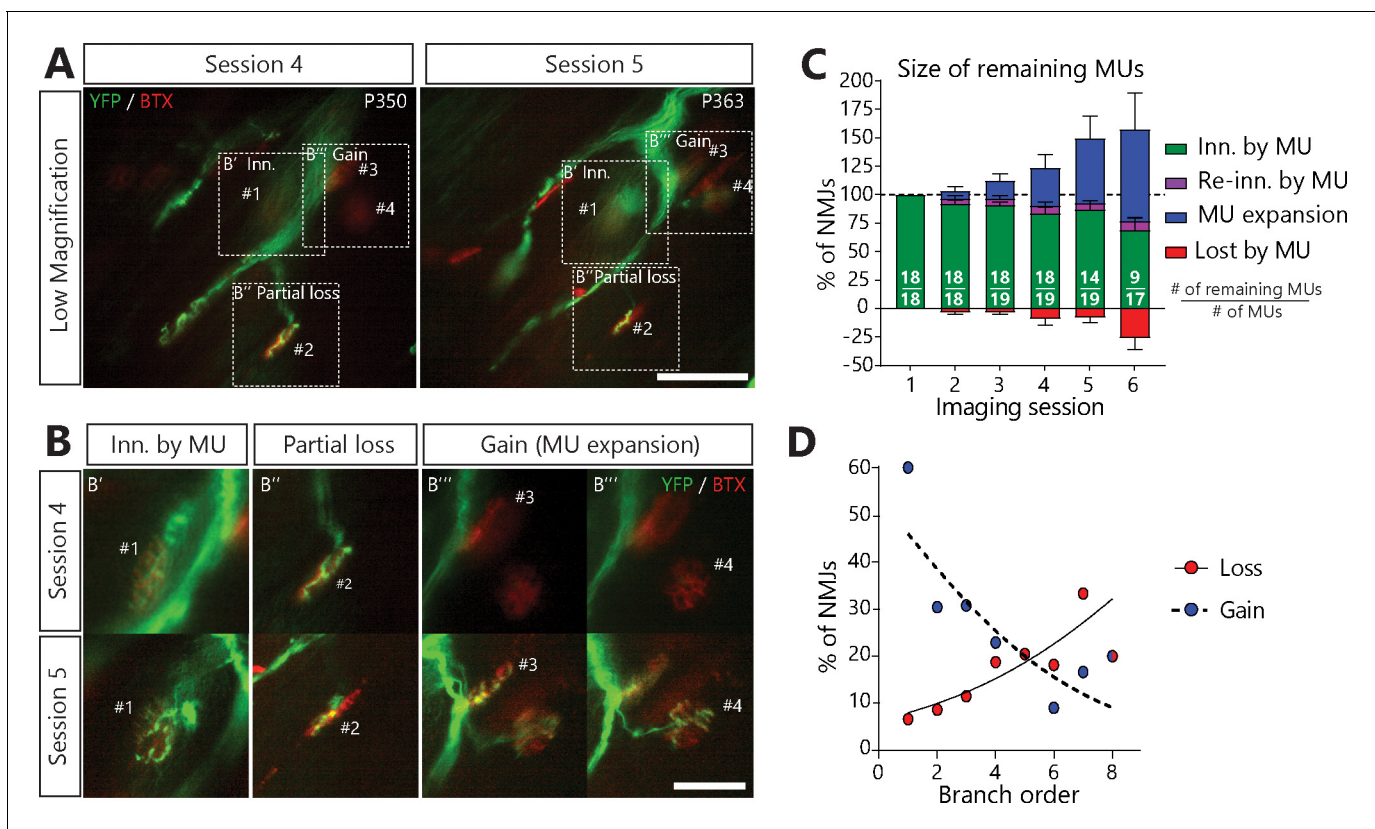 A
Session 4
Session 5
Low Magnification
YFP / BTX
P350
B' Inn.
#1
B''' Gain
#3
#4
B'' Partial loss
#2
P363
B' Inn.
#1
B''' Gain
#3
#4
B'' Partial loss
#2
B
Inn. by MU
Partial loss
Gain (MU expansion)
Session 4
B'
#1
B''
#2
B'''
#3
B'''
YFP / BTX
#4
Session 5
#1
#2
#3
#4
C
Size of remaining MUs
% of NMJs
200
175
150
125
100
75
50
25
0
-25
-50
18
18
18
18
18
19
18
19
14
19
9
17
1 2 3 4 5 6
Imaging session
Inn. by MU
Re-inn. by MU
MU expansion
Lost by MU
# of remaining MUs
# of MUs
D
% of NMJs
60
50
40
30
20
10
0
0 2 4 6 8
Branch order
Loss
Gain